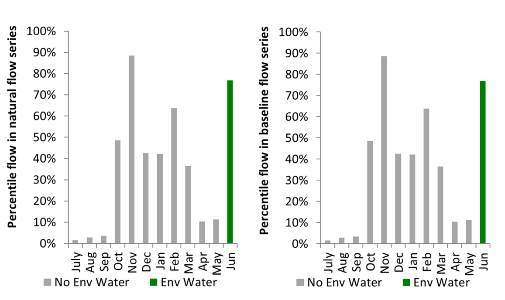 Percentile flow in natural flow series
100%
90%
80%
70%
60%
50%
40%
30%
20%
10%
0%
July
Aug
Sep
Oct
Nov
Dec
Jan
Feb
Mar
Apr
May
Jun
No Env Water
Env Water
Percentile flow in baseline flow series
100%
90%
80%
70%
60%
50%
40%
30%
20%
10%
0%
July
Aug
Sep
Oct
Nov
Dec
Jan
Feb
Mar
Apr
May
Jun
No Env Water
Env Water